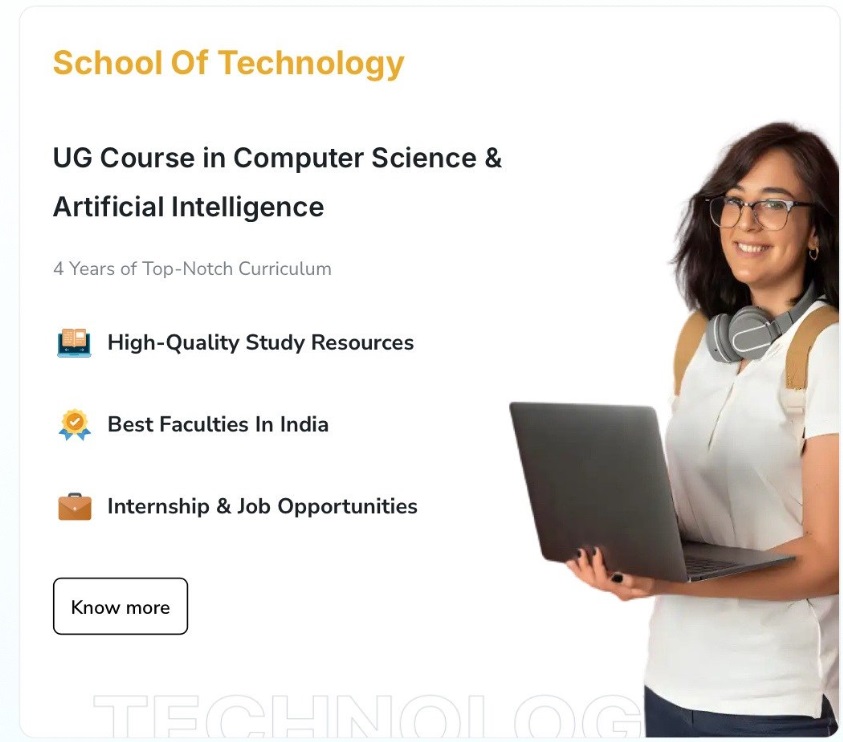 School Of Technology
UG Course in Computer Science &
Artificial Intelligence
4 Years of Top-Notch Curriculum
High-Quality Study Resources
Best Faculties In India
Internship & Job Opportunities
Know more
TECHNOLOG